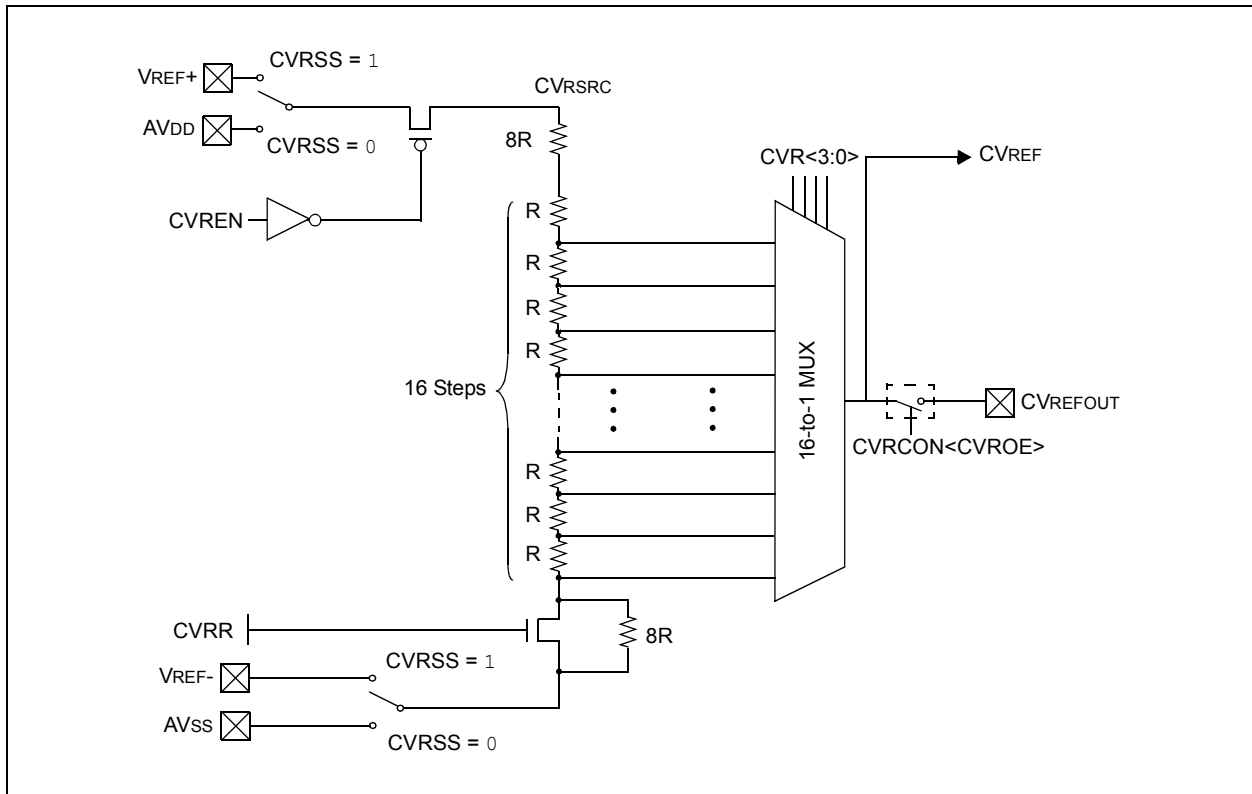 CVRSS = 1
VREF+
CVRSRC
AVDD
8R
CVRSS = 0
CVR<3:0>
CVREF
CVREN
R
R
R
R
16 Steps
16-to-1 MUX
CVREFOUT
CVRCON<CVROE>
R
R
R
CVRR
8R
CVRSS = 1
VREF-
AVSS
CVRSS = 0